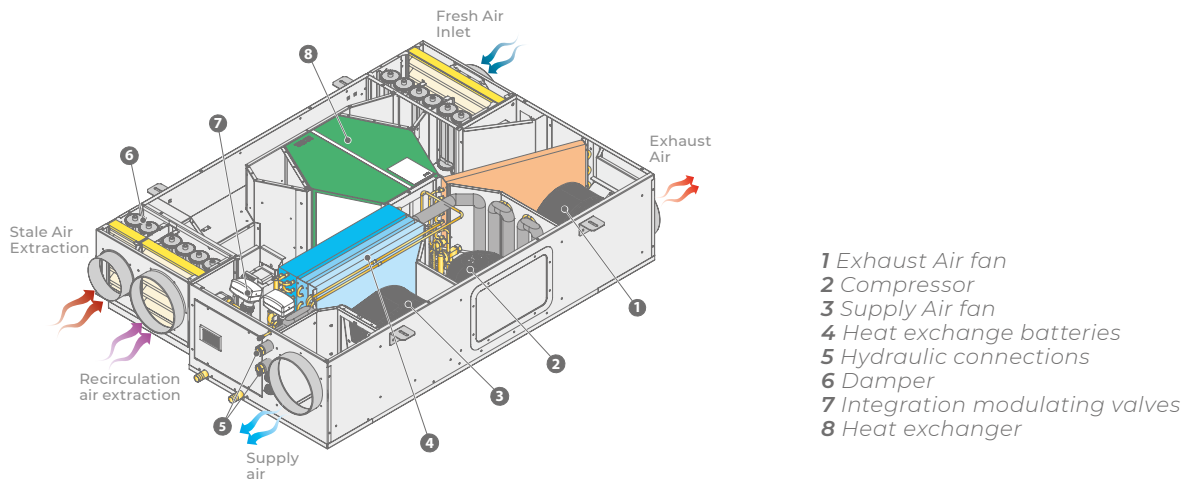 Fresh Air
Inlet
8
7
6
Exhaust
Air
Stale Air
Extraction
1
2
3
4
5
Recirculation
air extraction
Supply
air
1 Exhaust Air fan
2 Compressor
3 Supply Air fan
4 Heat exchange batteries
5 Hydraulic connections
6 Damper
7 Integration modulating valves
8 Heat exchanger